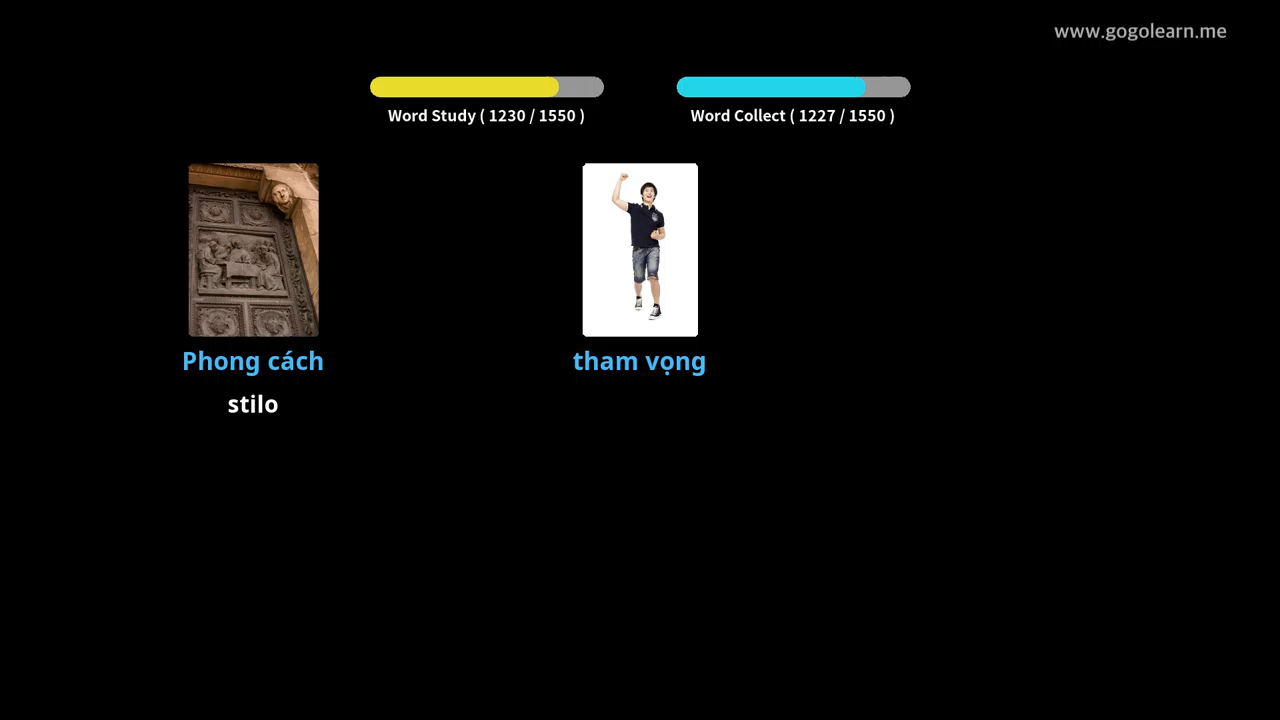 www.gogolearn.me
Word Study ( 1230 / 1550 )
Word Collect ( 1227 / 1550 )
Phong cách
tham vọng
stilo